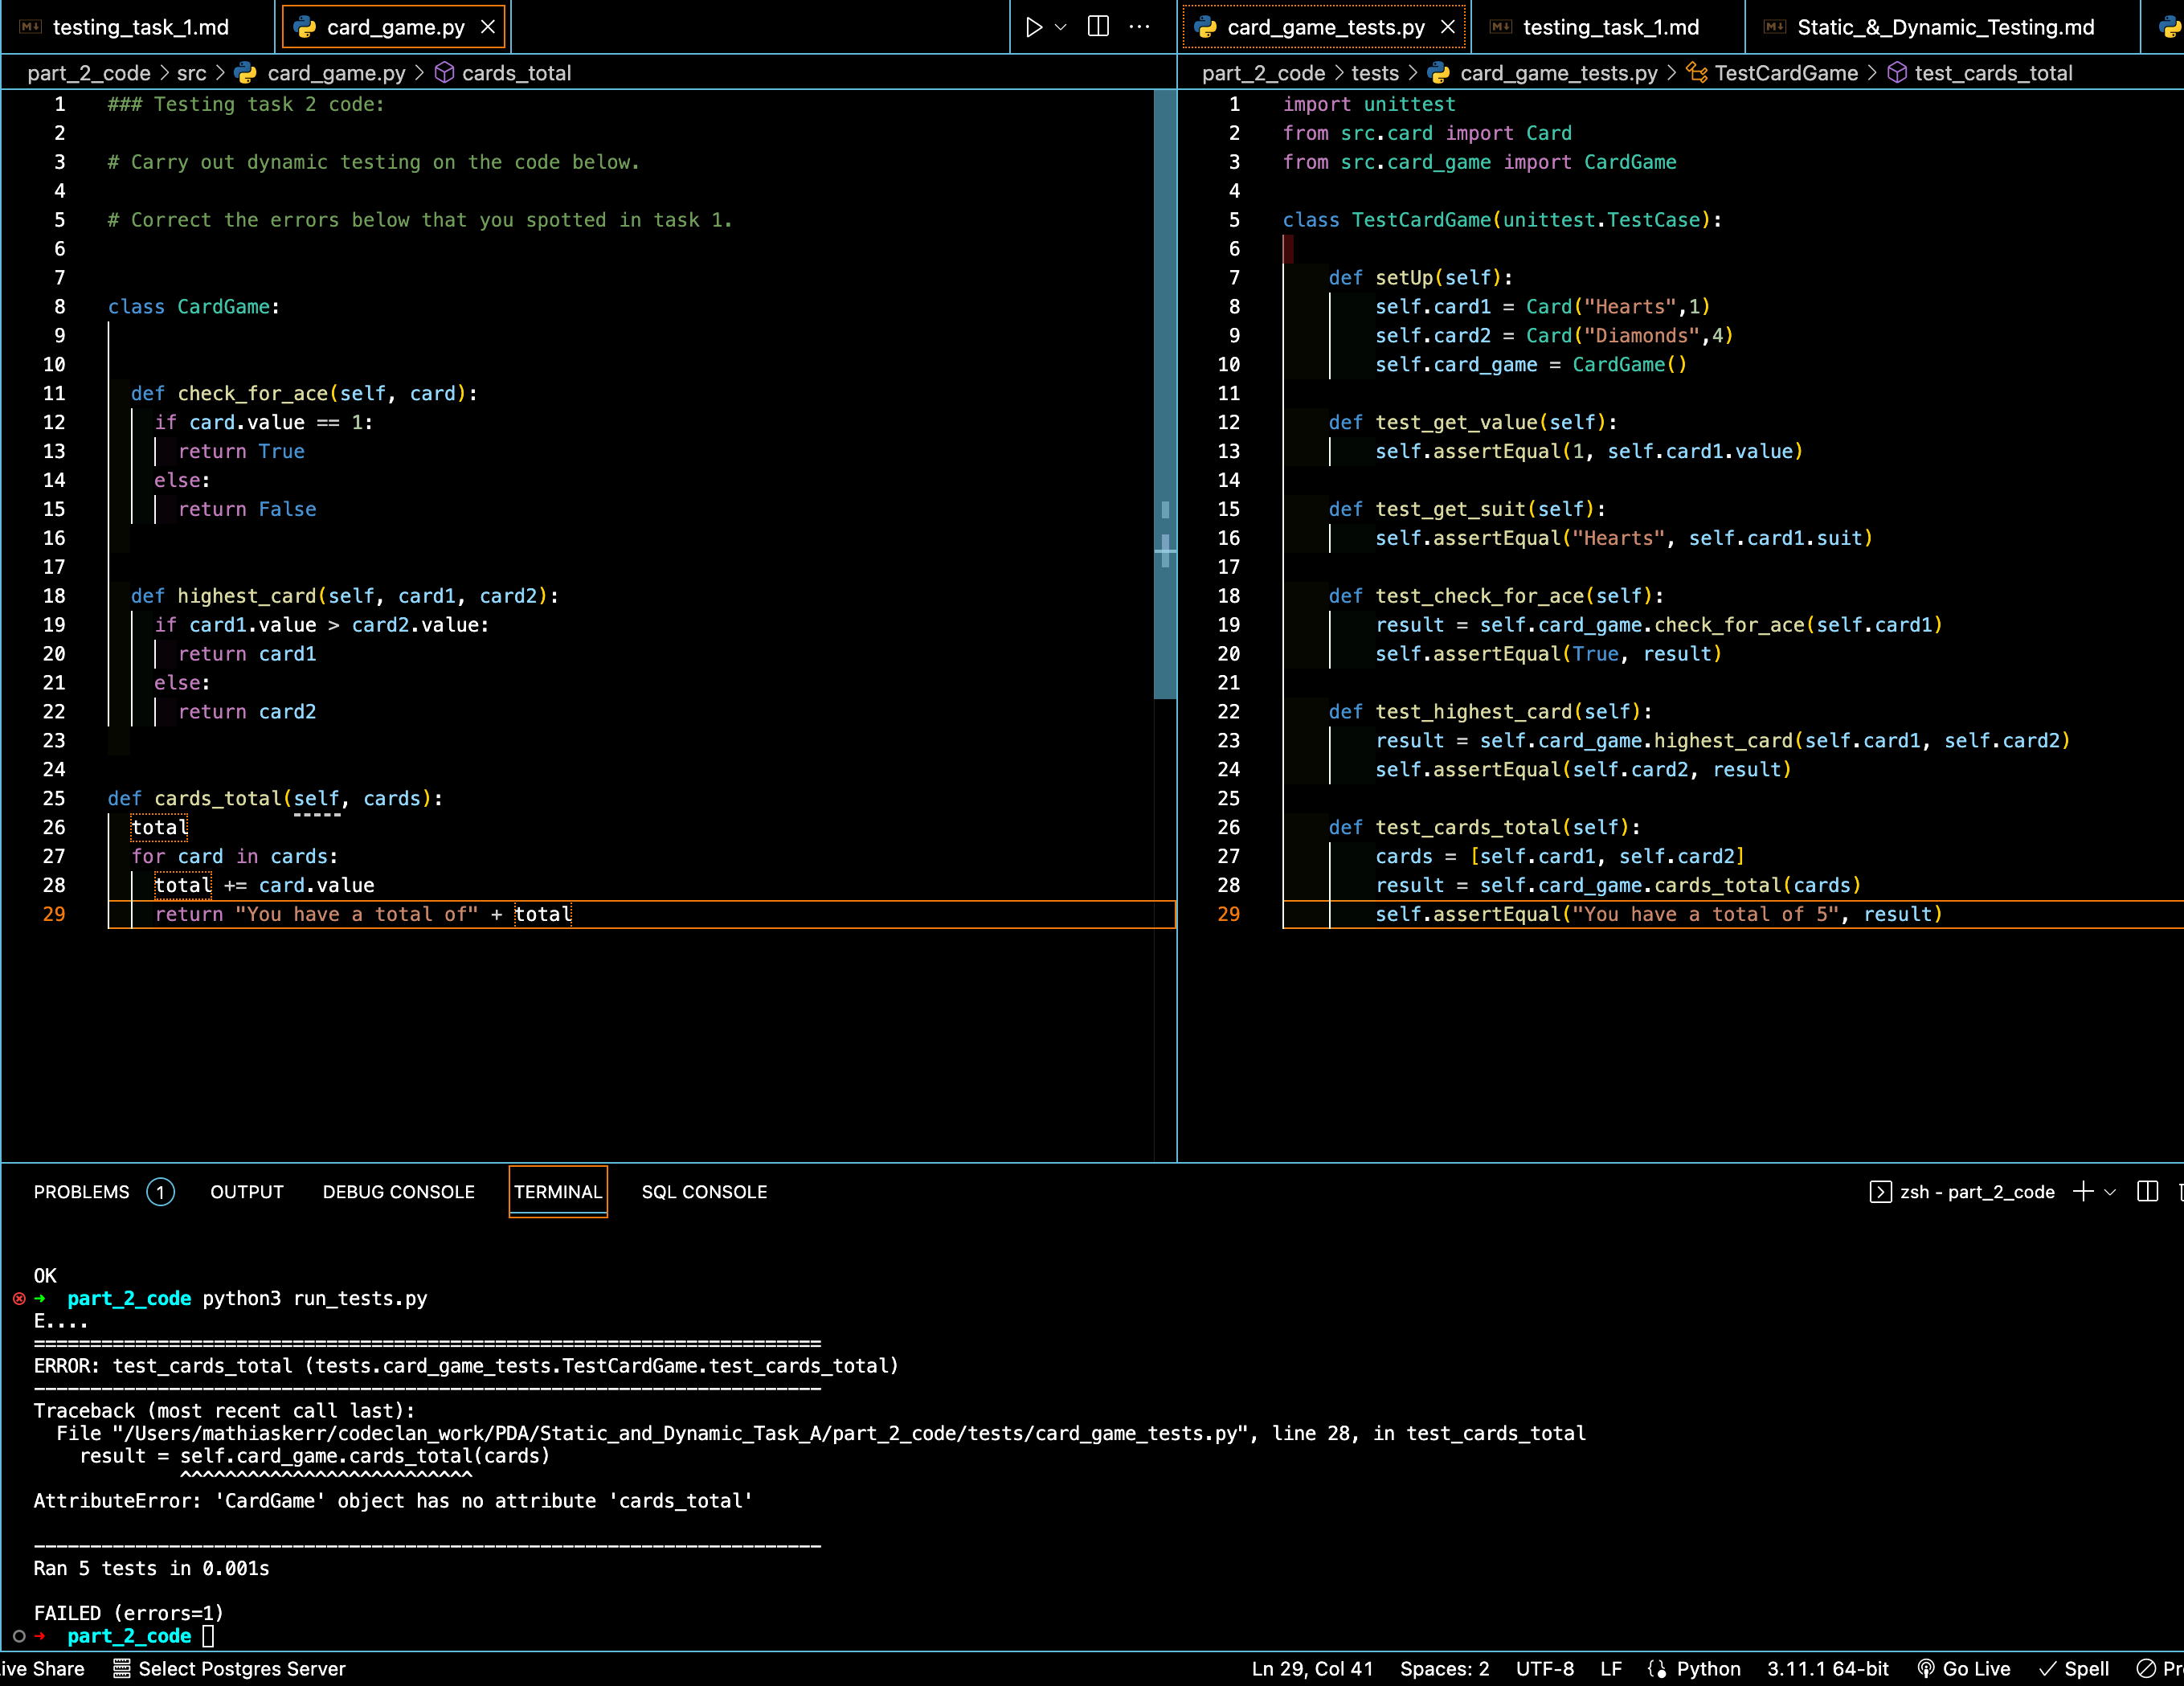 testing_task_1.md card_game.py
part_2_code > src > card_game.py > cards_total
1 ### Testing task 2 code:
2
3 # Carry out dynamic testing on the code below.
4
5 # Correct the errors below that you spotted in task 1.
6
7
8 class CardGame:
9
10
11 def check_for_ace(self, card):
12 if card.value == 1:
13 return True
14 else:
15 return False
16
17
18 def highest_card(self, card1, card2):
19 if card1.value > card2.value:
20 return card1
21 else:
22 return card2
23
24
25 def cards_total(self, cards):
26 total
27 for card in cards:
28 total += card.value
29 return "You have a total of" + total
card_game_tests.py testing_task_1.md Static_&_Dynamic_Testing.md
part_2_code > tests > card_game_tests.py > TestCardGame > test_cards_total
1 import unittest
2 from src.card import Card
3 from src.card_game import CardGame
4
5 class TestCardGame(unittest.TestCase):
6
7 def setUp(self):
8 self.card1 = Card("Hearts",1)
9 self.card2 = Card("Diamonds",4)
10 self.card_game = CardGame()
11
12 def test_get_value(self):
13 self.assertEqual(1, self.card1.value)
14
15 def test_get_suit(self):
16 self.assertEqual("Hearts", self.card1.suit)
17
18 def test_check_for_ace(self):
19 result = self.card_game.check_for_ace(self.card1)
20 self.assertEqual(True, result)
21
22 def test_highest_card(self):
23 result = self.card_game.highest_card(self.card1, self.card2)
24 self.assertEqual(self.card2, result)
25
26 def test_cards_total(self):
27 cards = [self.card1, self.card2]
28 result = self.card_game.cards_total(cards)
29 self.assertEqual("You have a total of 5", result)
PROBLEMS 1 OUTPUT DEBUG CONSOLE TERMINAL SQL CONSOLE zsh - part_2_code
OK
→ part_2_code python3 run_tests.py
E....
======================================================================
ERROR: test_cards_total (tests.card_game_tests.TestCardGame.test_cards_total)
----------------------------------------------------------------------
Traceback (most recent call last):
File "/Users/mathiaskerr/codeclan_work/PDA/Static_and_Dynamic_Task_A/part_2_code/tests/card_game_tests.py", line 28, in test_cards_total
result = self.card_game.cards_total(cards)
^^^^^^^^^^^^^^^^^^^^^^^^^^
AttributeError: 'CardGame' object has no attribute 'cards_total'
----------------------------------------------------------------------
Ran 5 tests in 0.001s
FAILED (errors=1)
→ part_2_code
ive Share Select Postgres Server Ln 29, Col 41 Spaces: 2 UTF-8 LF Python 3.11.1 64-bit Go Live Spell Pr